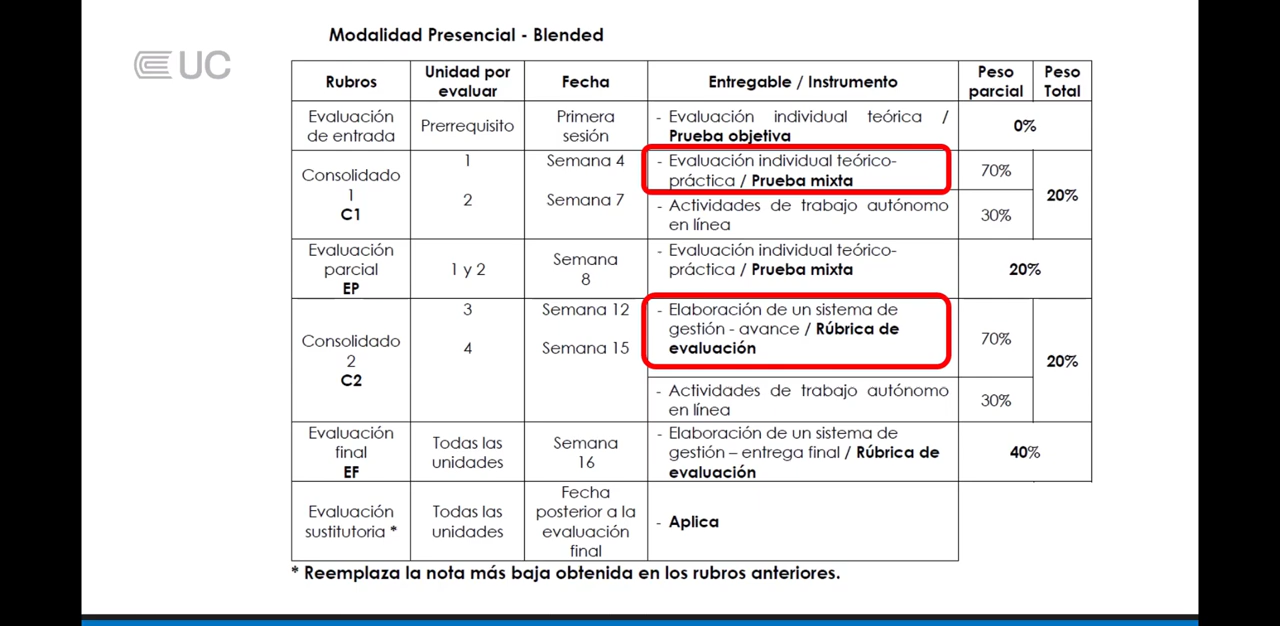 Modalidad Presencial - Blended
UC
Rubros
Unidad por
evaluar
Fecha
Entregable / Instrumento
Peso
parcial
Peso
Total
Evaluación
de entrada
Prerrequisito
Primera
sesión
- Evaluación individual teórica /
Prueba objetiva
0%
Consolidado
1
C1
1
Semana 4
- Evaluación individual teórico-
práctica / Prueba mixta
70%
20%
2
Semana 7
- Actividades de trabajo autónomo
en línea
30%
Evaluación
parcial
EP
1 y 2
Semana
8
- Evaluación individual teórico-
práctica / Prueba mixta
20%
Consolidado
2
C2
3
Semana 12
- Elaboración de un sistema de
gestión - avance / Rúbrica de
evaluación
70%
20%
4
Semana 15
- Actividades de trabajo autónomo
en línea
30%
Evaluación
final
EF
Todas las
unidades
Semana
16
- Elaboración de un sistema de
gestión – entrega final / Rúbrica de
evaluación
40%
Evaluación
sustitutoria *
Todas las
unidades
Fecha
posterior a la
evaluación
final
- Aplica
* Reemplaza la nota más baja obtenida en los rubros anteriores.